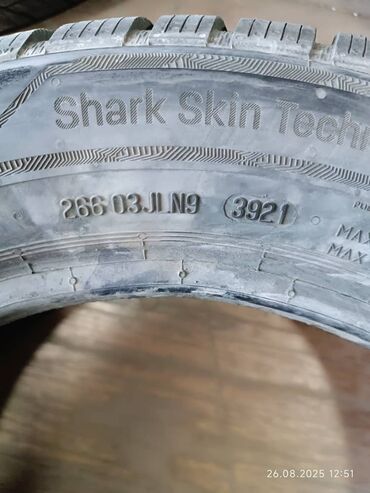 Shark Skin Techn
266 03JLN9 3921
MAX
MAX
26.08.2025 12:51